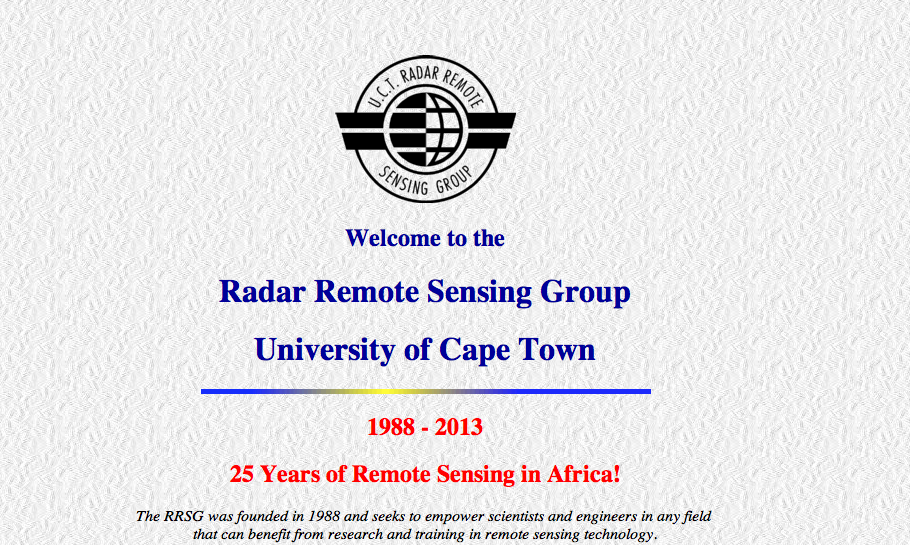 U.C.T. RADAR REMOTE
SENSING GROUP
Welcome to the
Radar Remote Sensing Group
University of Cape Town
1988 - 2013
25 Years of Remote Sensing in Africa!
The RRSG was founded in 1988 and seeks to empower scientists and engineers in any field
that can benefit from research and training in remote sensing technology.